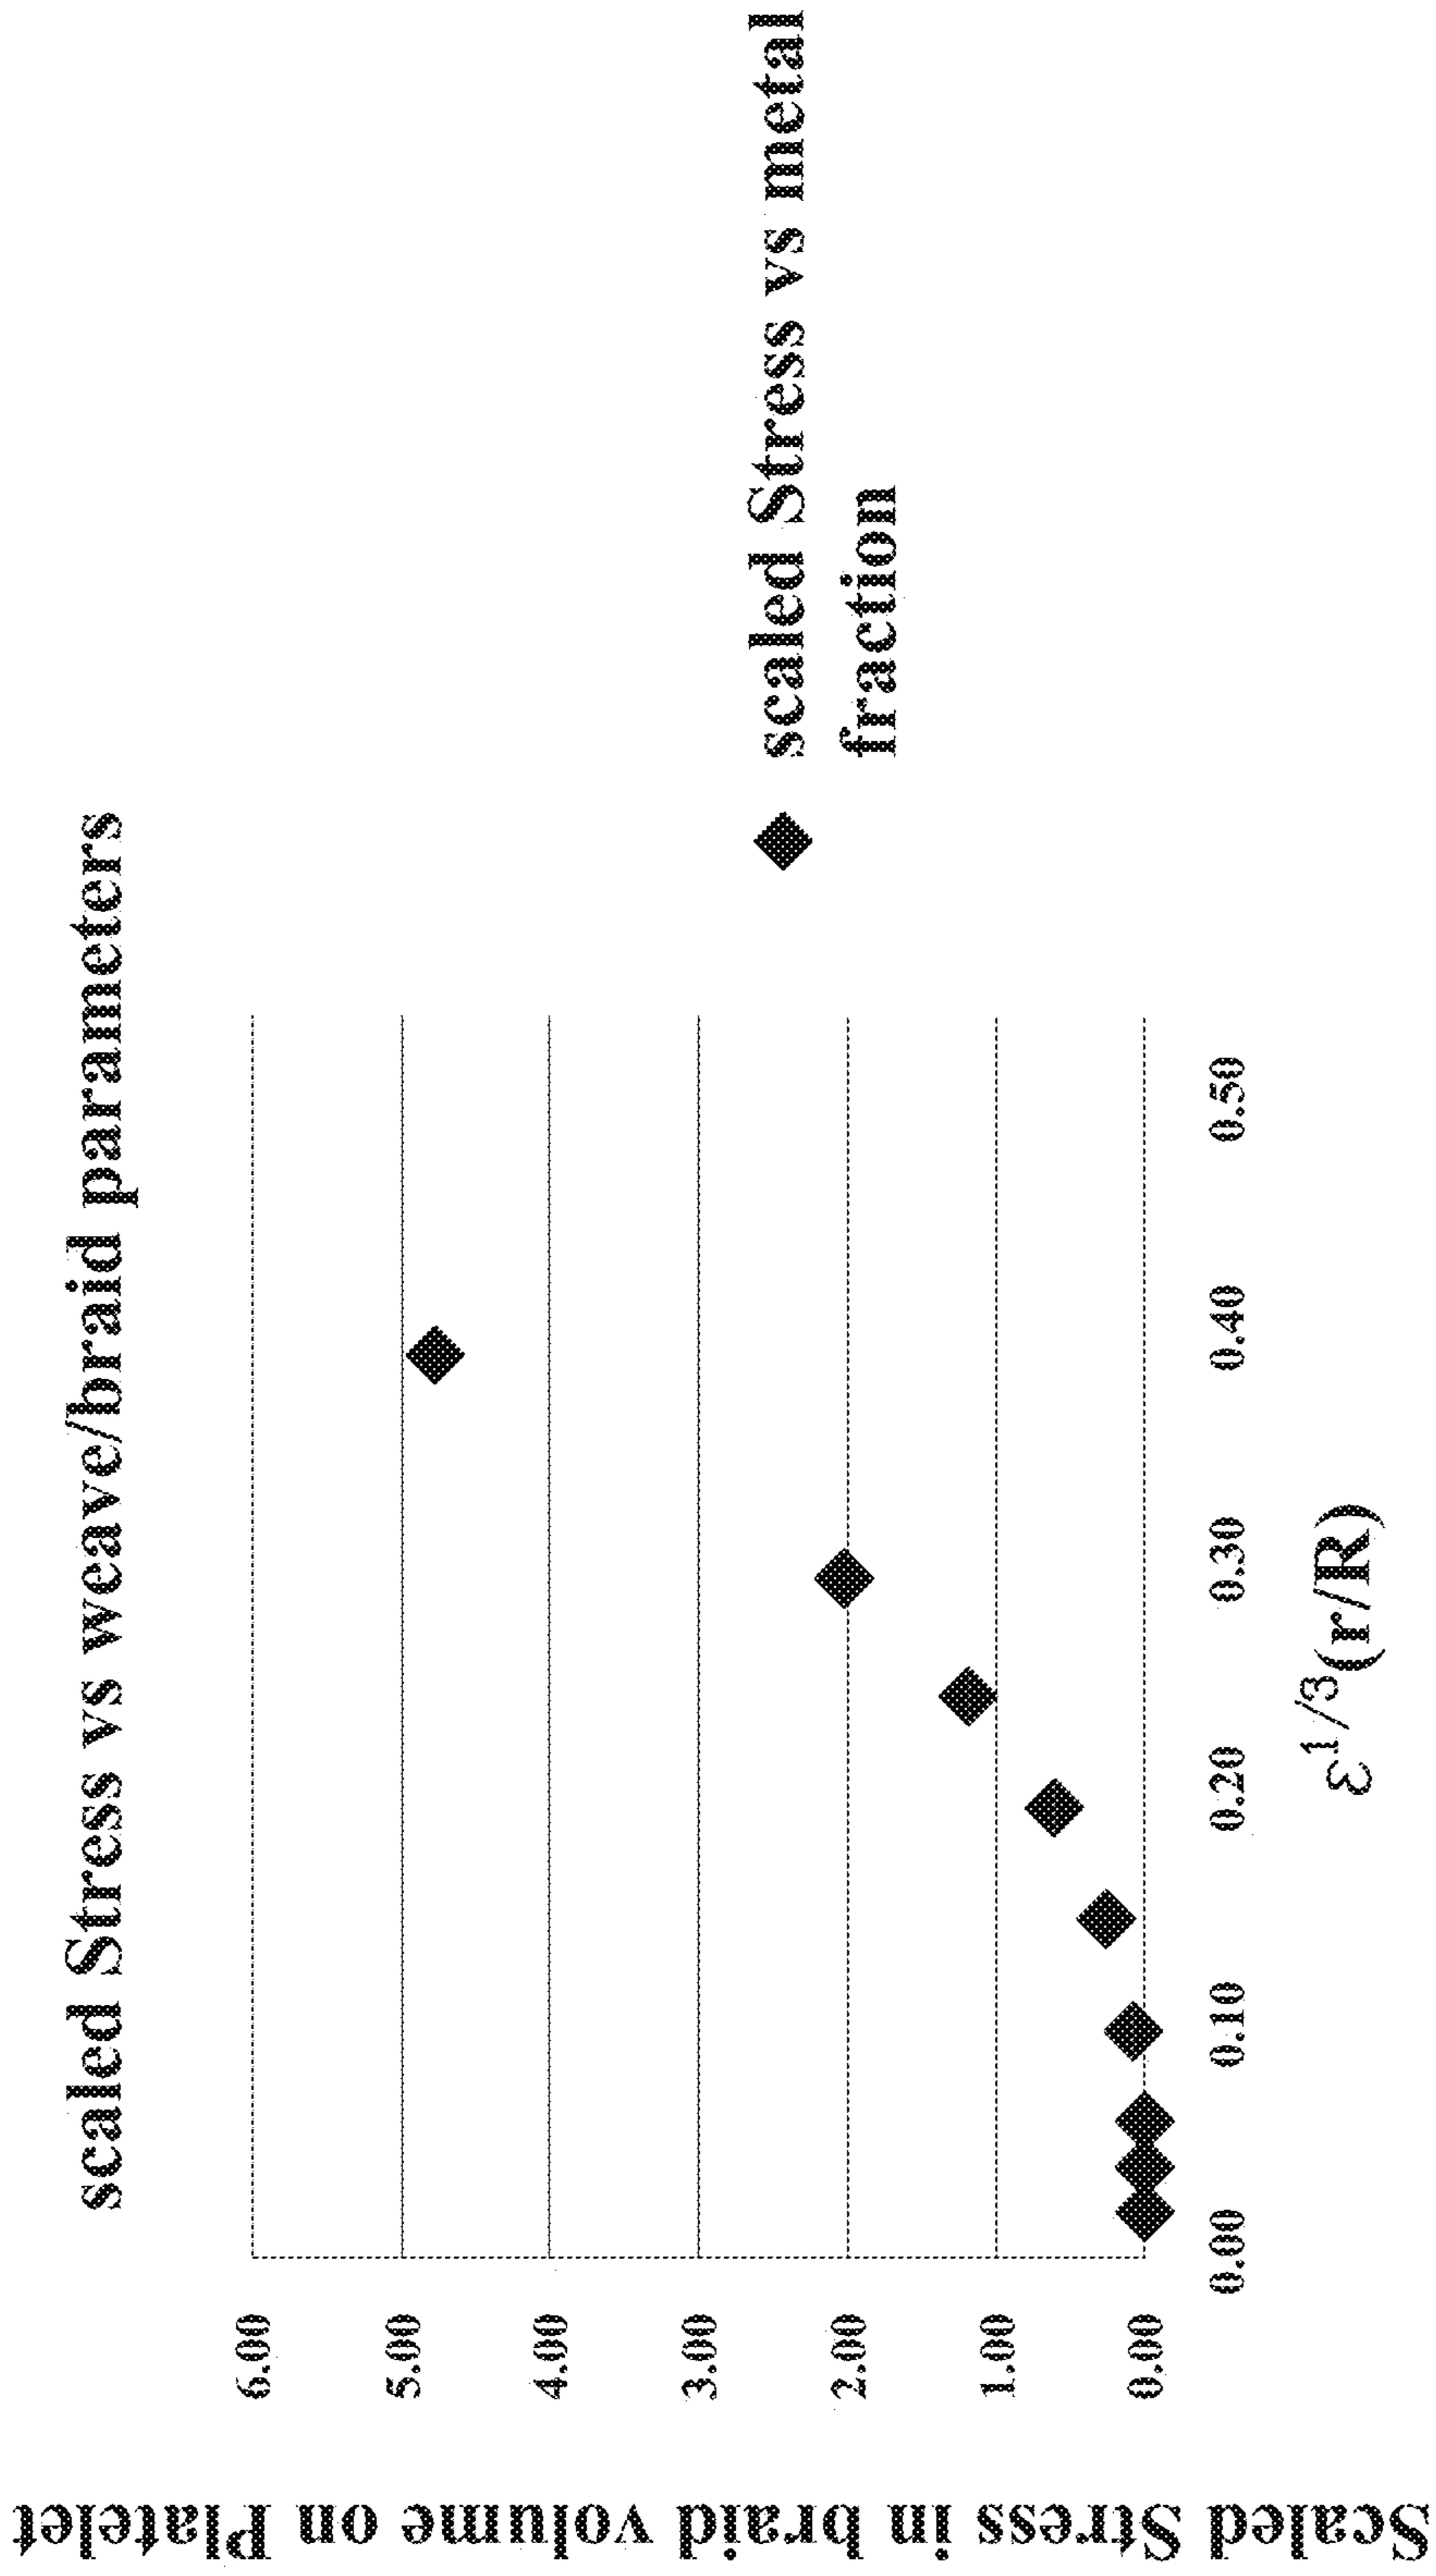 scaled Stress vs weave/braid parameters
Scaled Stress in braid volume on Platelet
6.00
5.00
4.00
3.00
2.00
1.00
0.00
0.00 0.10 0.20 0.30 0.40 0.50
ε^1/3(r/R)
scaled Stress vs metal
fraction